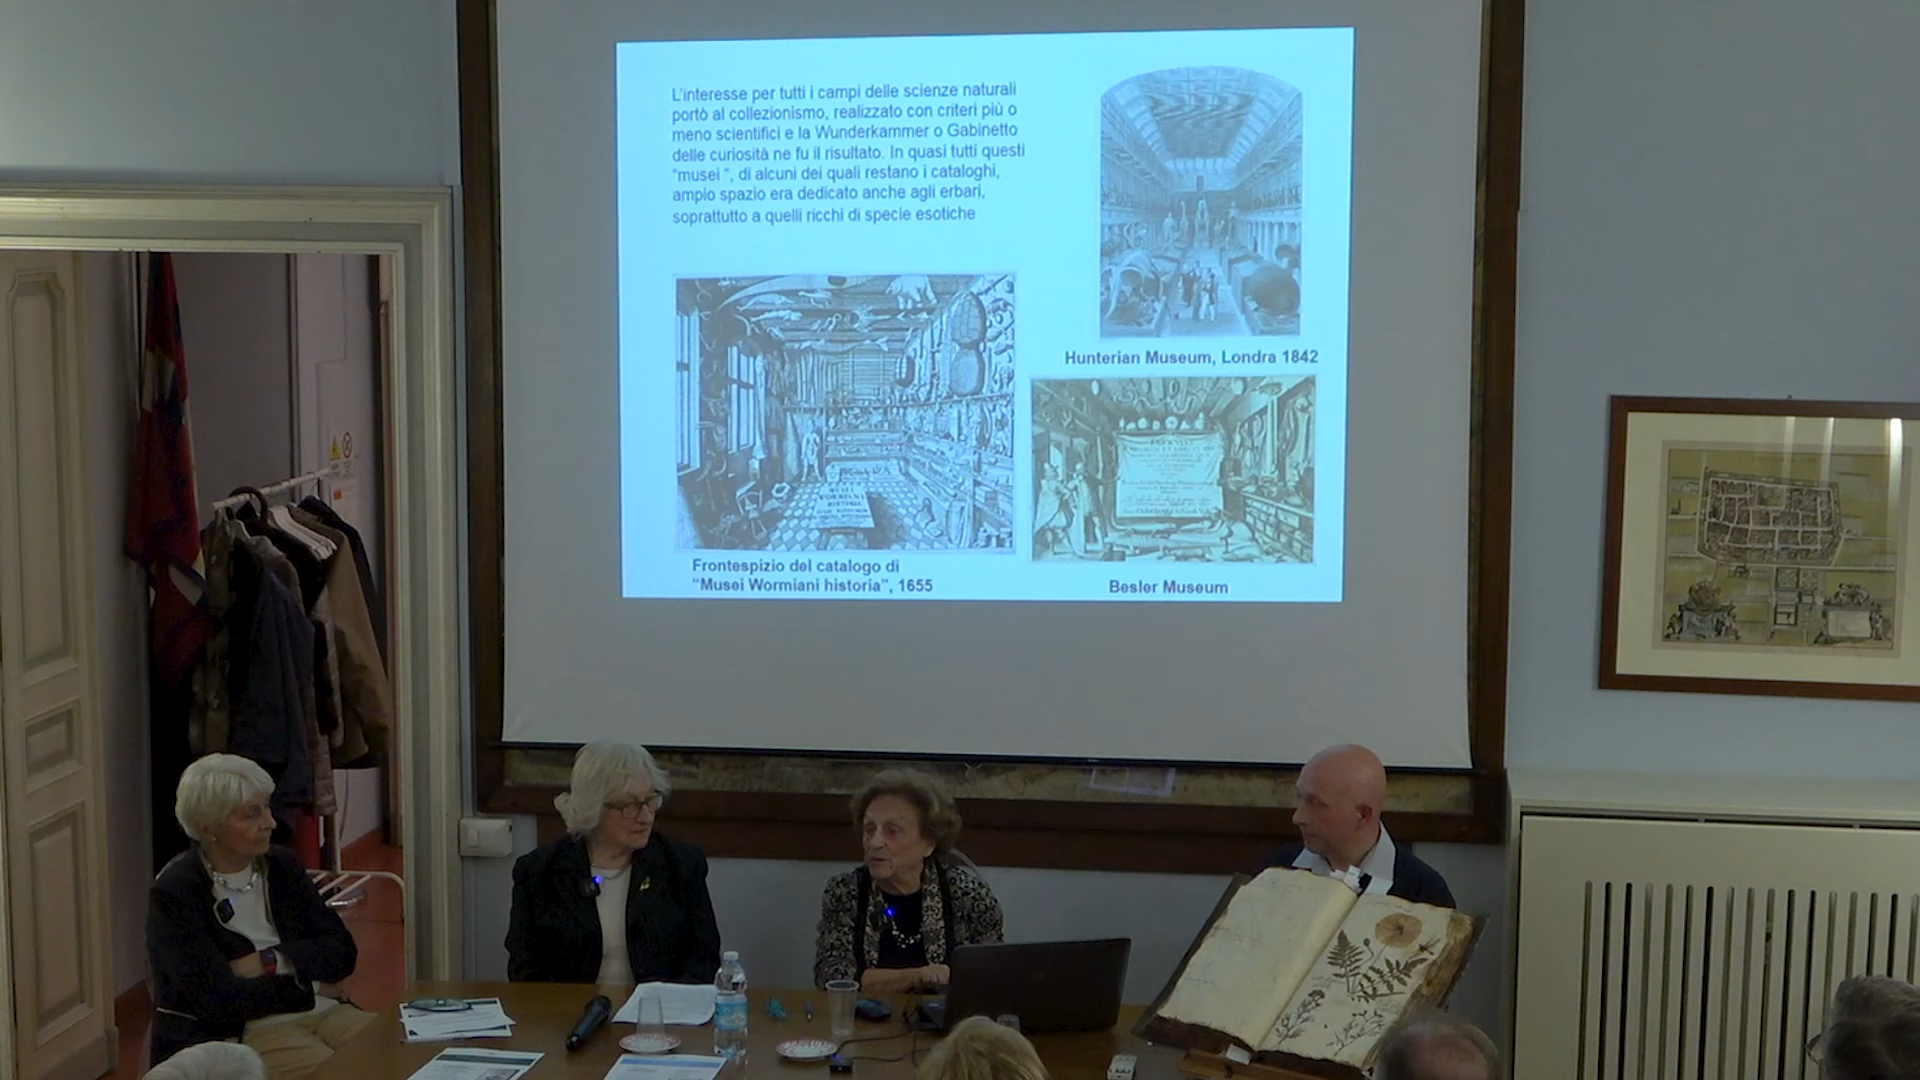 L'interesse per tutti i campi delle scienze naturali
portò al collezionismo, realizzato con criteri più o
meno scientifici e la Wunderkammer o Gabinetto
delle curiosità ne fu il risultato. In quasi tutti questi
"musei ", di alcuni dei quali restano i cataloghi,
ampio spazio era dedicato anche agli erbari,
soprattutto a quelli ricchi di specie esotiche
Hunterian Museum, Londra 1842
MUSEI
WORMIANI
HISTORIA
Frontespizio del catalogo di
"Musei Wormiani historia", 1655
Besler Museum